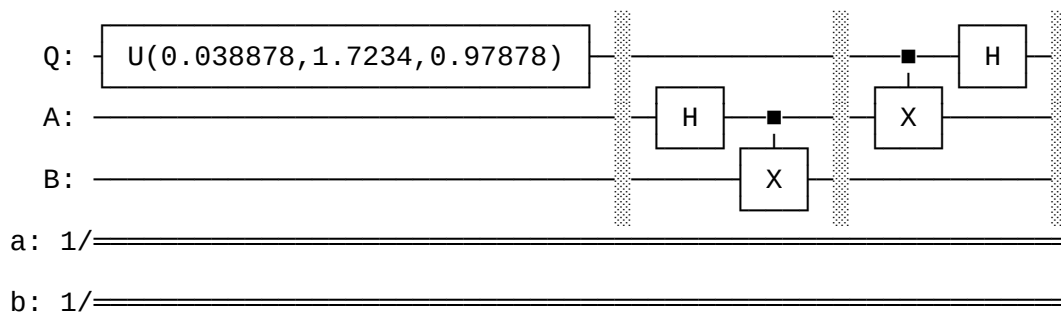 Q: U(0.038878,1.7234,0.97878) H
A: H X
B: X
a: 1/
b: 1/